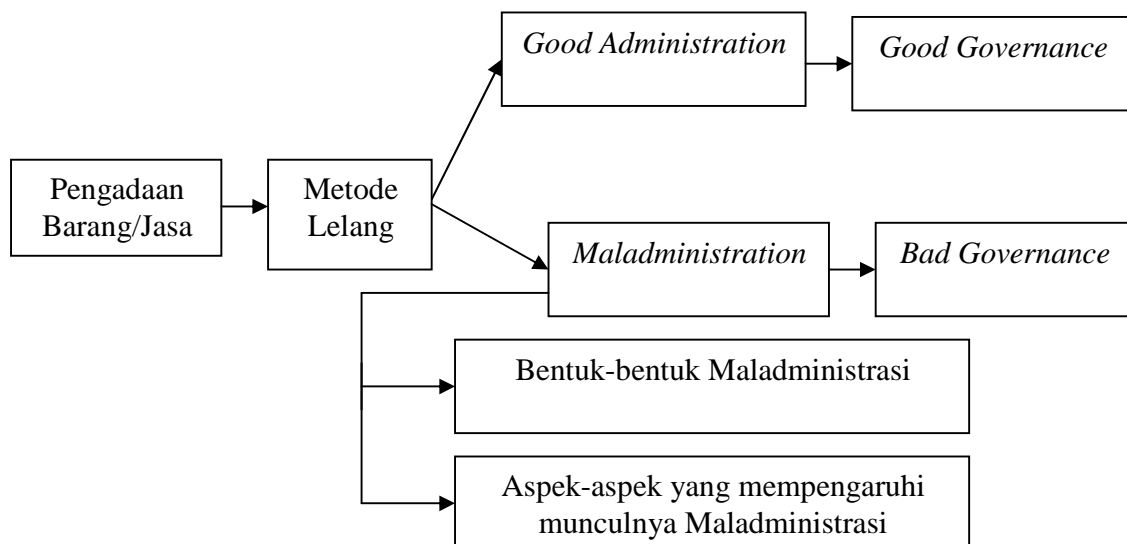 Good Administration
Good Governance
Pengadaan
Barang/Jasa
Metode
Lelang
Maladministration
Bad Governance
Bentuk-bentuk Maladministrasi
Aspek-aspek yang mempengaruhi
munculnya Maladministrasi